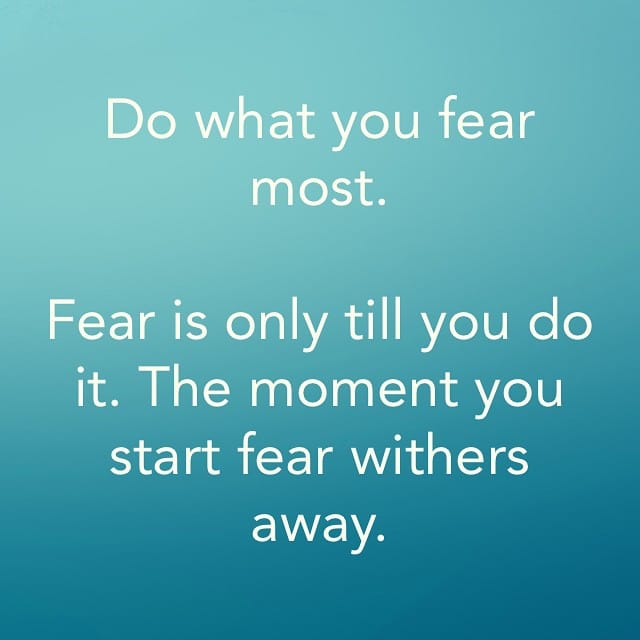 Do what you fear
most.
Fear is only till you do
it. The moment you
start fear withers
away.